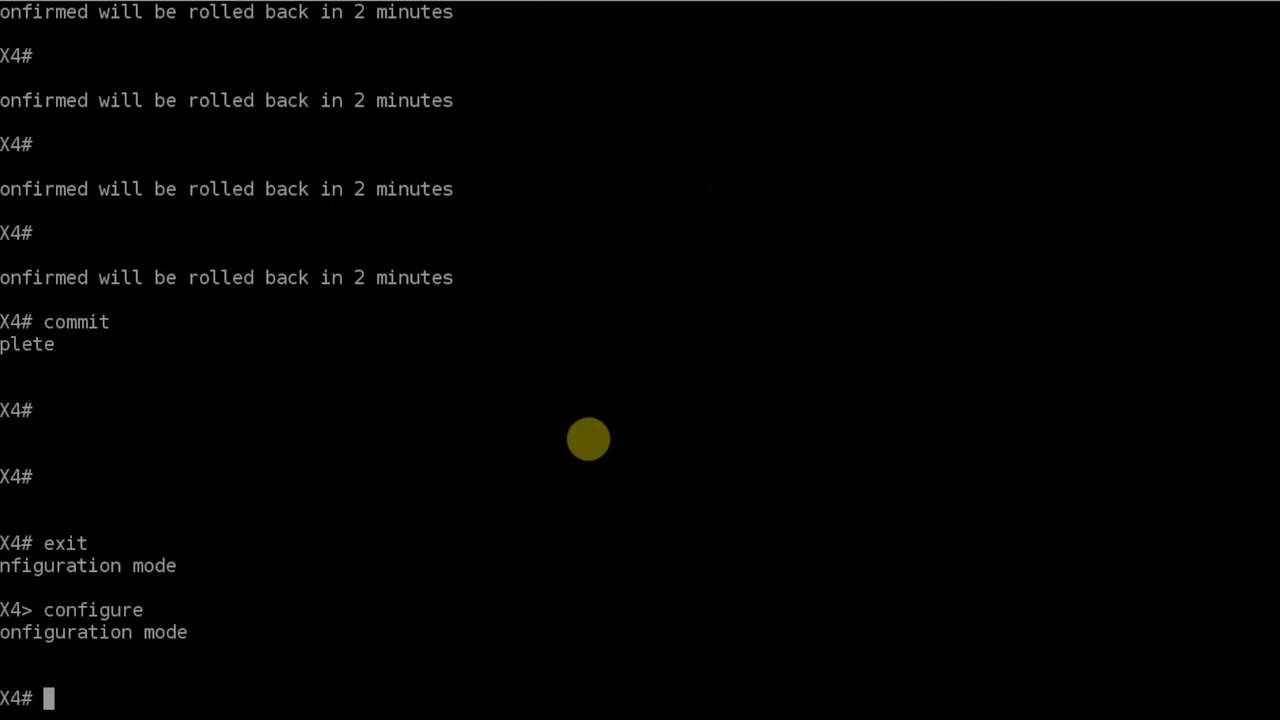 onfirmed will be rolled back in 2 minutes
X4#
onfirmed will be rolled back in 2 minutes
X4#
onfirmed will be rolled back in 2 minutes
X4#
onfirmed will be rolled back in 2 minutes
X4# commit
plete
X4#
X4#
X4# exit
nfiguration mode
X4> configure
onfiguration mode
X4#